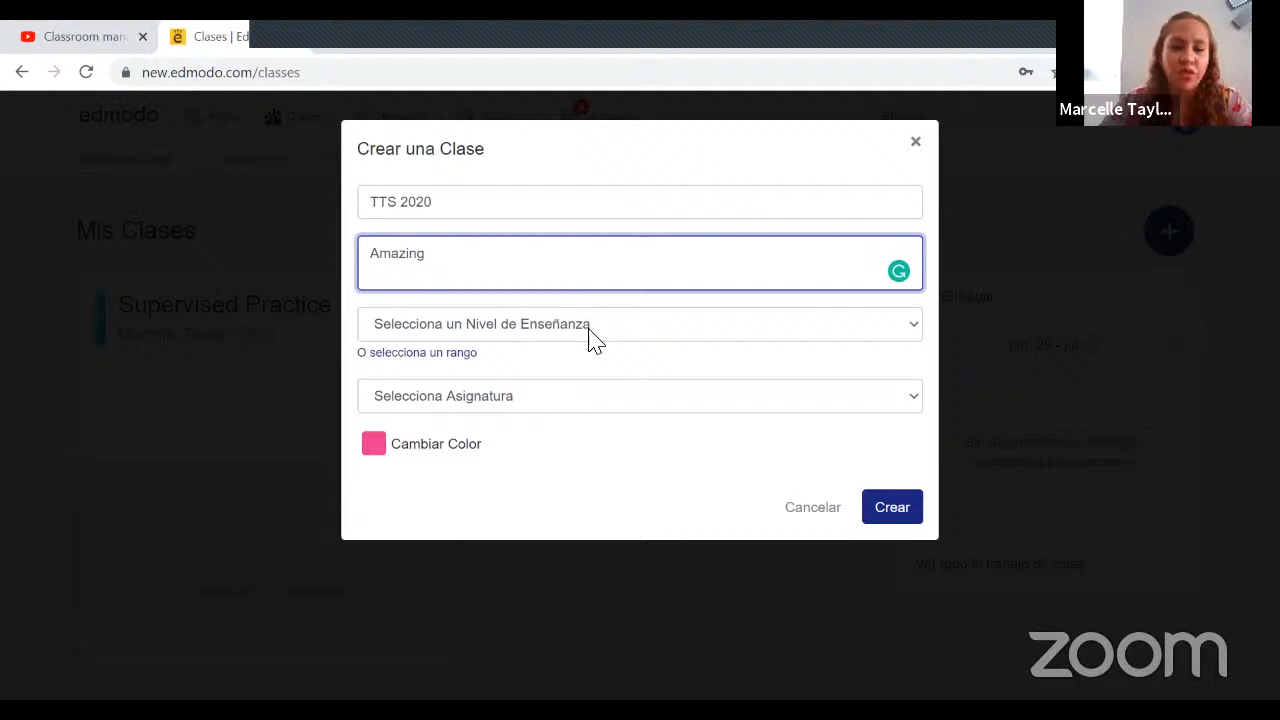 Classroom man
Clases | Ed
new.edmodo.com/classes
Marcelle Tayl...
edmodo
Crear una Clase
TTS 2020
Mis Clases
Amazing
Supervised Practice
Selecciona un Nivel de Enseñanza
O selecciona un rango
Selecciona Asignatura
Cambiar Color
Cancelar
Crear
zoom